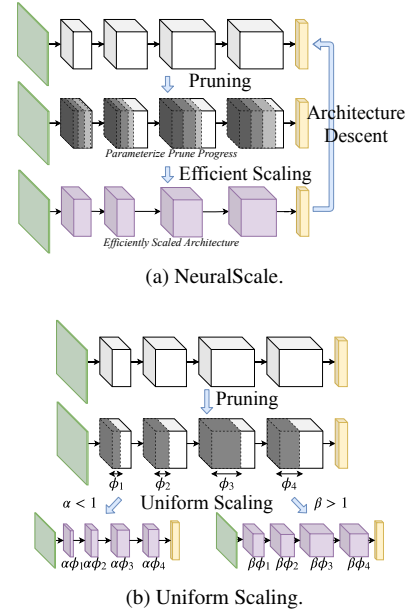 Pruning
Architecture
Descent
Parameterize Prune Progress
Efficient Scaling
Efficiently Scaled Architecture
(a) NeuralScale.
Pruning
ϕ₁ ϕ₂ ϕ₃ ϕ₄
α < 1 Uniform Scaling β > 1
αϕ₁ αϕ₂ αϕ₃ αϕ₄ βϕ₁ βϕ₂ βϕ₃ βϕ₄
(b) Uniform Scaling.